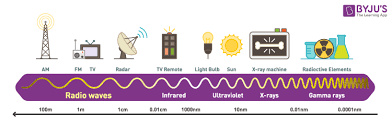 BYJU'S
The Learning App
AM FM TV Radar TV Remote Light Bulb Sun X-ray machine Radioactive Elements
Radio waves Infrared Ultraviolet X-rays Gamma rays
100m 1m 1cm 0.01cm 1000nm 10nm 0.01nm 0.0001nm